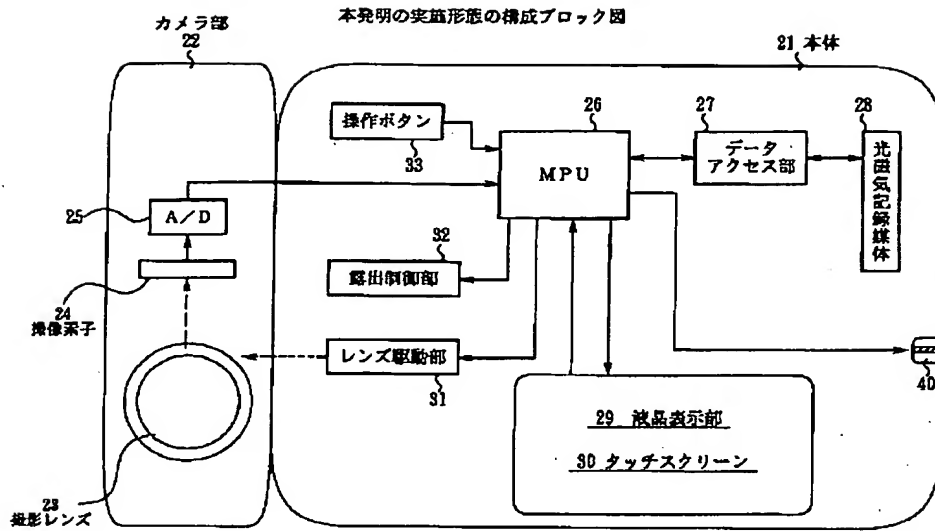 本発明の実施形態の構成ブロック図
カメラ部
22
21 本体
操作ボタン
33
26
MPU
27
データ
アクセス部
28
光磁気記録媒体
25
A/D
24
撮像素子
32
露出制御部
レンズ駆動部
31
40
29 液晶表示部
30 タッチスクリーン
23
撮影レンズ